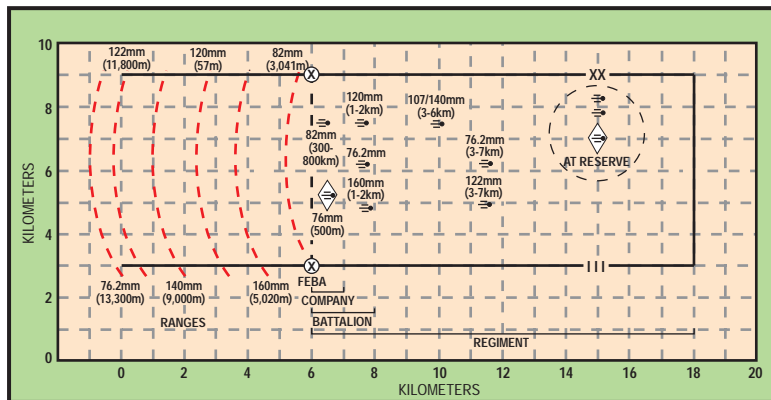 122mm
(11,800m)
120mm
(57m)
82mm
(3,041m)
10
8
6
4
2
0
KILOMETERS
X
XX
120mm
(1-2km)
107/140mm
(3-6km)
82mm
(300-
800km)
76.2mm
76.2mm
(3-7km)
AT RESERVE
160mm
(1-2km)
122mm
(3-7km)
76mm
(500m)
X
III
76.2mm
(13,300m)
140mm
(9,000m)
160mm
(5,020m)
FEBA
COMPANY
RANGES
BATTALION
REGIMENT
0
2
4
6
8
10
12
14
16
18
20
KILOMETERS